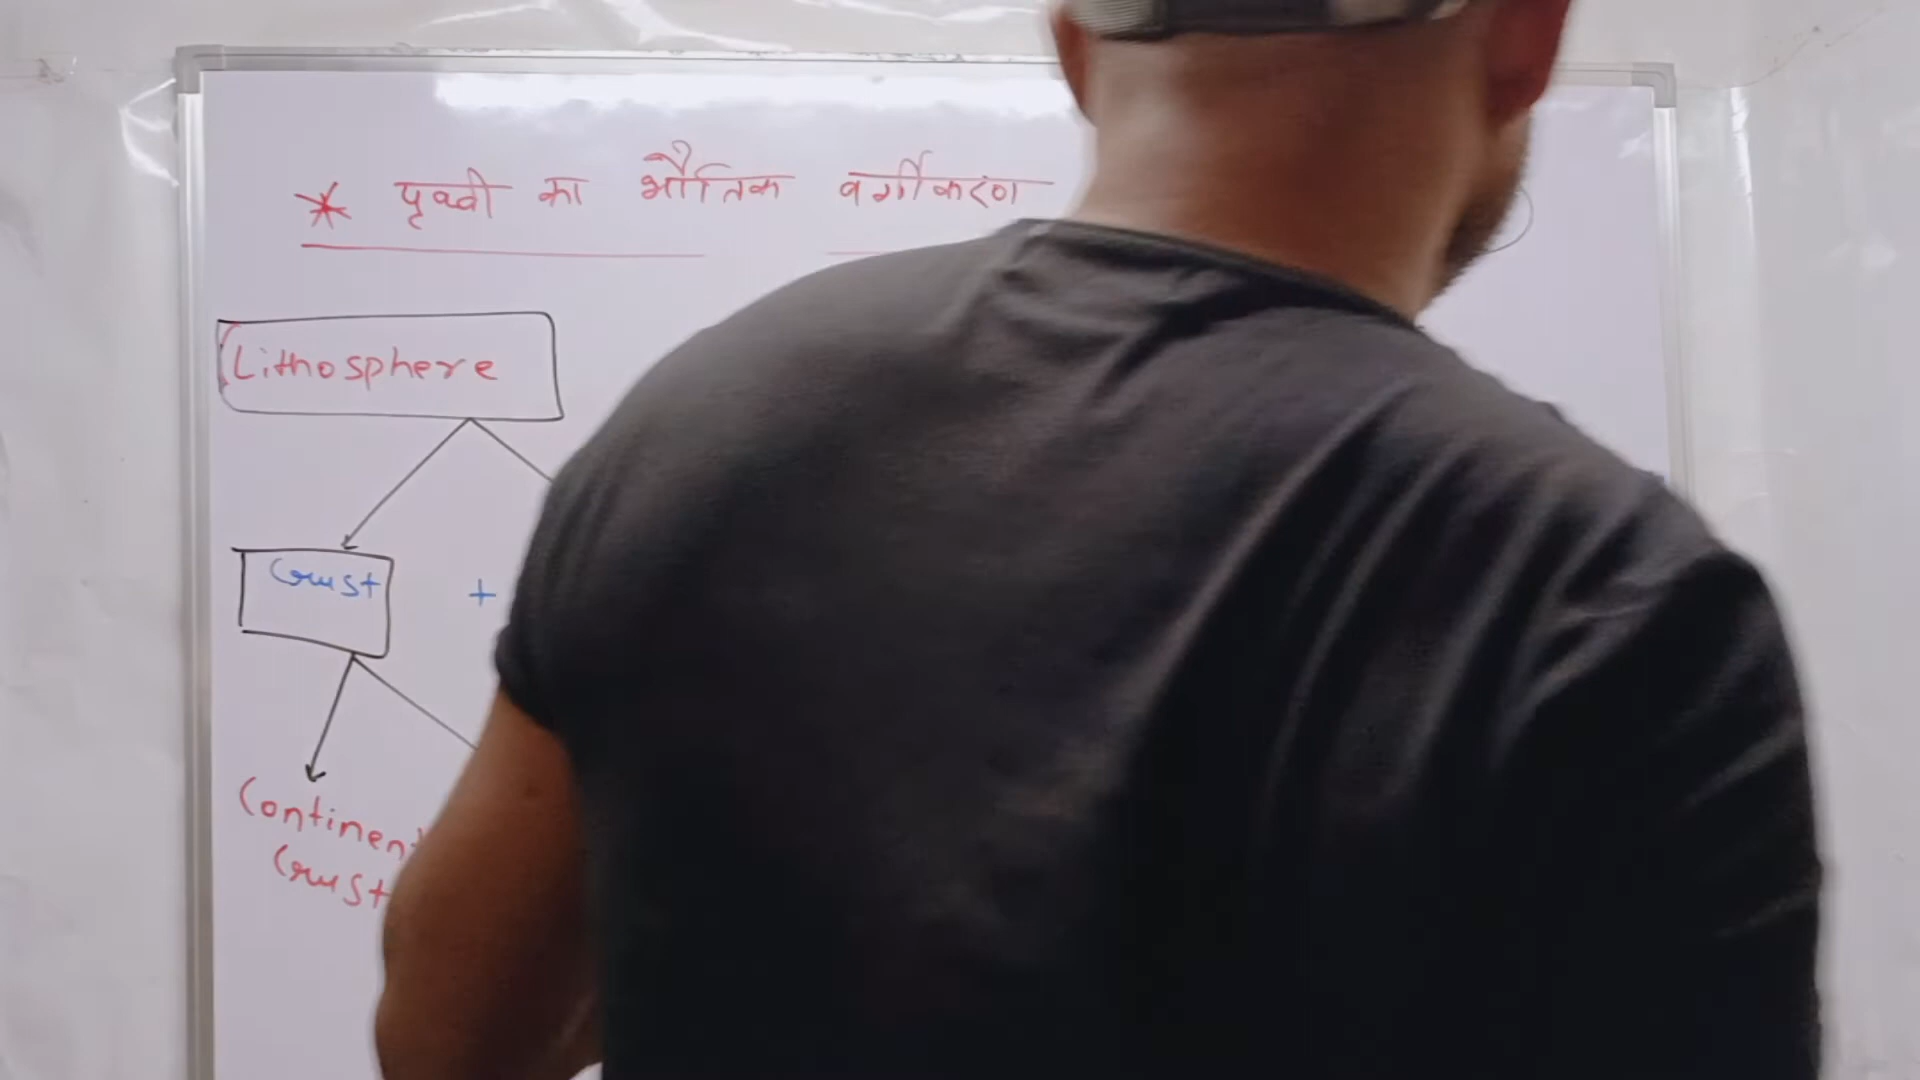 * पृथ्वी का भौतिक वर्गीकरण
Lithosphere
Crust +
Continent
Crust